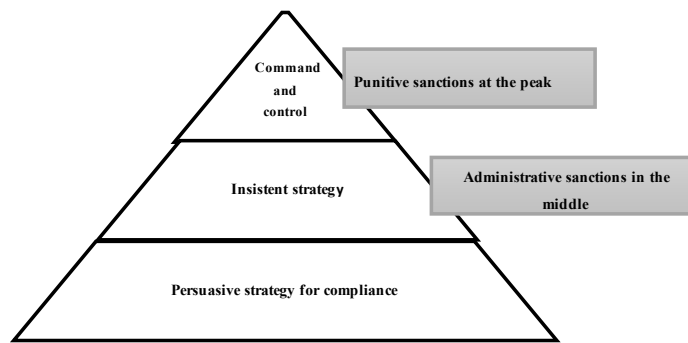 Command
and
control
Punitive sanctions at the peak
Insistent strategy
Administrative sanctions in the
middle
Persuasive strategy for compliance